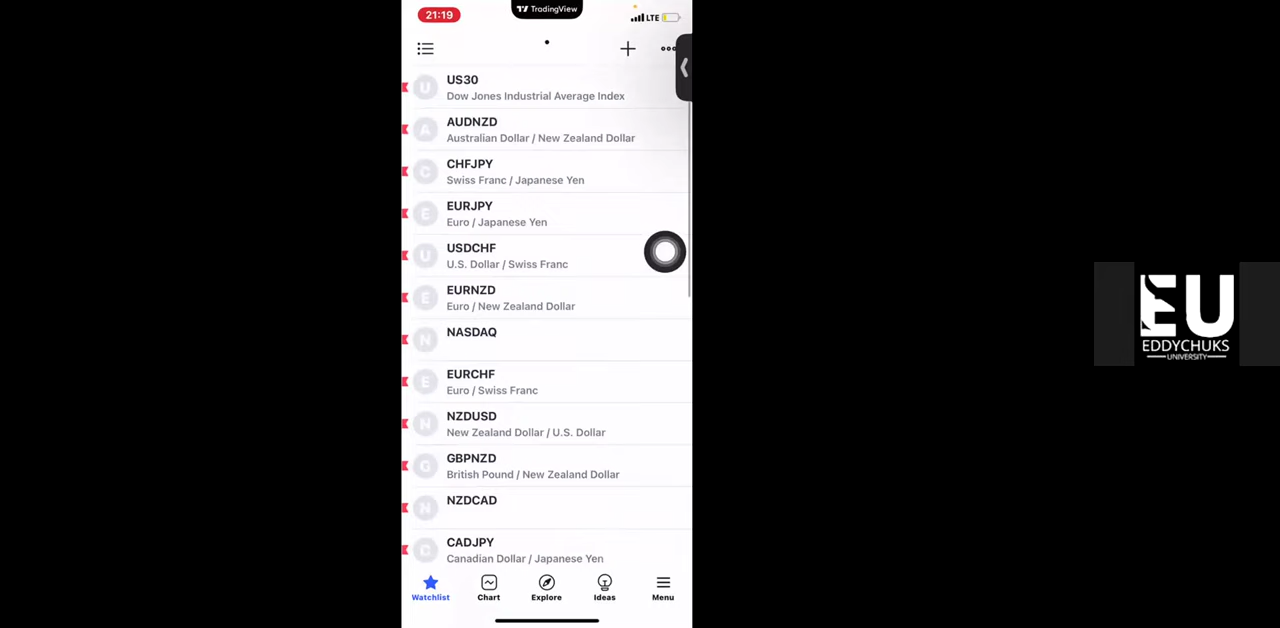 21:19
TradingView
LTE
U
US30
Dow Jones Industrial Average Index
A
AUDNZD
Australian Dollar / New Zealand Dollar
C
CHFJPY
Swiss Franc / Japanese Yen
E
EURJPY
Euro / Japanese Yen
U
USDCHF
U.S. Dollar / Swiss Franc
E
EURNZD
Euro / New Zealand Dollar
N
NASDAQ
E
EURCHF
Euro / Swiss Franc
N
NZDUSD
New Zealand Dollar / U.S. Dollar
G
GBPNZD
British Pound / New Zealand Dollar
N
NZDCAD
C
CADJPY
Canadian Dollar / Japanese Yen
Watchlist Chart Explore Ideas Menu
EU
EDDYCHUKS
UNIVERSITY